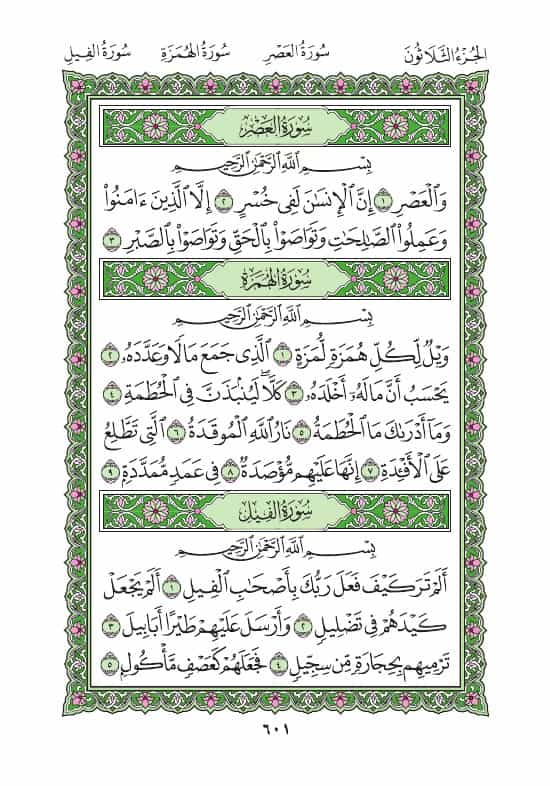 الجُزْءُ الثَّلَاثُونَ سُورَةُ العَصْرِ سُورَةُ الهُمَزَةِ سُورَةُ الفِيلِ
سُورَةُ العَصْرِ
بِسْمِ ٱللَّهِ ٱلرَّحْمَٰنِ ٱلرَّحِيمِ
وَٱلْعَصْرِ ١ إِنَّ ٱلْإِنسَٰنَ لَفِى خُسْرٍ ٢ إِلَّا ٱلَّذِينَ ءَامَنُوا۟
وَعَمِلُوا۟ ٱلصَّٰلِحَٰتِ وَتَوَاصَوْا۟ بِٱلْحَقِّ وَتَوَاصَوْا۟ بِٱلصَّبْرِ ٣
سُورَةُ الهُمَزَةِ
بِسْمِ ٱللَّهِ ٱلرَّحْمَٰنِ ٱلرَّحِيمِ
وَيْلٌ لِّكُلِّ هُمَزَةٍ لُّمَزَةٍ ١ ٱلَّذِى جَمَعَ مَالًا وَعَدَّدَهُۥ ٢
يَحْسَبُ أَنَّ مَالَهُۥٓ أَخْلَدَهُۥ ٣ كَلَّا ۖ لَيُنۢبَذَنَّ فِى ٱلْحُطَمَةِ ٤
وَمَآ أَدْرَىٰكَ مَا ٱلْحُطَمَةُ ٥ نَارُ ٱللَّهِ ٱلْمُوقَدَةُ ٦ ٱلَّتِى تَطَّلِعُ
عَلَى ٱلْأَفْـِٔدَةِ ٧ إِنَّهَا عَلَيْهِم مُّؤْصَدَةٌ ٨ فِى عَمَدٍ مُّمَدَّدَةٍۭ ٩
سُورَةُ الفِيلِ
بِسْمِ ٱللَّهِ ٱلرَّحْمَٰنِ ٱلرَّحِيمِ
أَلَمْ تَرَ كَيْفَ فَعَلَ رَبُّكَ بِأَصْحَٰبِ ٱلْفِيلِ ١ أَلَمْ يَجْعَلْ
كَيْدَهُمْ فِى تَضْلِيلٍ ٢ وَأَرْسَلَ عَلَيْهِمْ طَيْرًا أَبَابِيلَ ٣
تَرْمِيهِم بِحِجَارَةٍ مِّن سِجِّيلٍ ٤ فَجَعَلَهُمْ كَعَصْفٍ مَّأْكُولٍۭ ٥
٦٠١